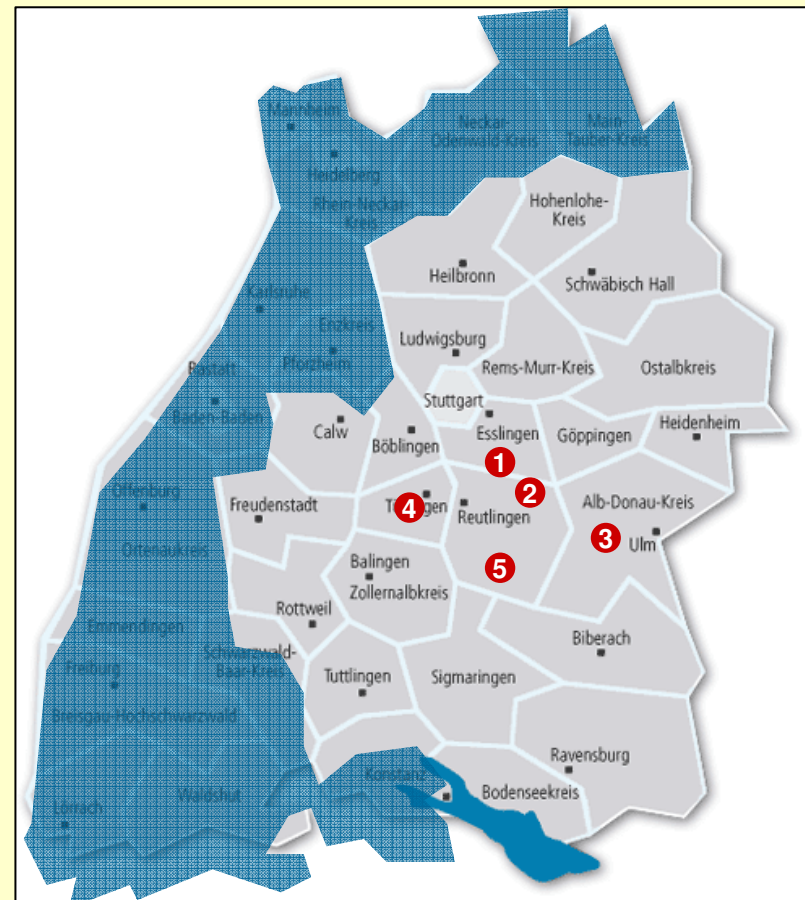 Mannheim
Neckar-
Odenwald-Kreis
Main
Tauber-Kreis
Heidelberg
Rhein-Neckar-
Kreis
Hohenlohe-
Kreis
Heilbronn
Schwäbisch Hall
Karlsruhe
Enzkreis
Ludwigsburg
Pforzheim
Rems-Murr-Kreis
Ostalbkreis
Rastatt
Stuttgart
Baden-Baden
Calw
Böblingen
Esslingen
Göppingen
Heidenheim
1
Offenburg
Freudenstadt
4
2
Reutlingen
Alb-Donau-Kreis
3
Ulm
Ortenaukreis
Balingen
Zollernalbkreis
5
Rottweil
Emmendingen
Biberach
Schwarzwald-
Baar-Kreis
Freiburg
Tuttlingen
Sigmaringen
Breisgau-Hochschwarzwald
Ravensburg
Konstanz
Bodenseekreis
Waldshut
Lörrach